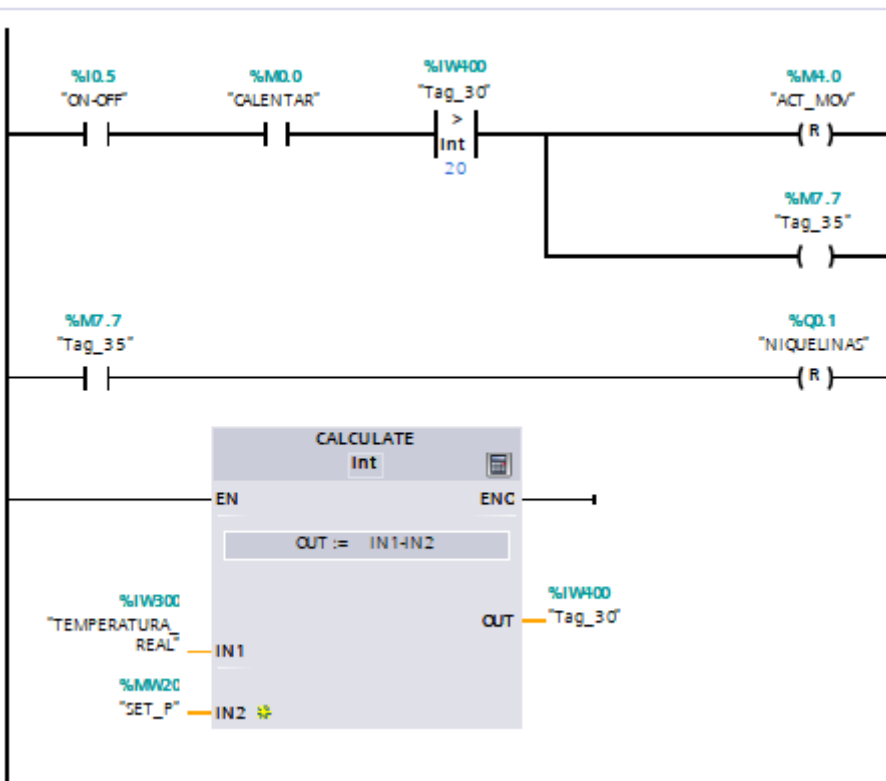 %I0.5 %M0.0 %IW400 %M4.0
"ON-OFF" "CALENTAR" "Tag_30" "ACT_MOV"
>
Int
20
R
%M7.7
"Tag_35"
%M7.7 %Q0.1
"Tag_35" "NIQUELINAS"
R
CALCULATE
Int
EN ENO
OUT := IN1-IN2
%IW300
"TEMPERATURA_
REAL"
IN1
%IW400
OUT "Tag_30"
%MW20
"SET_P"
IN2